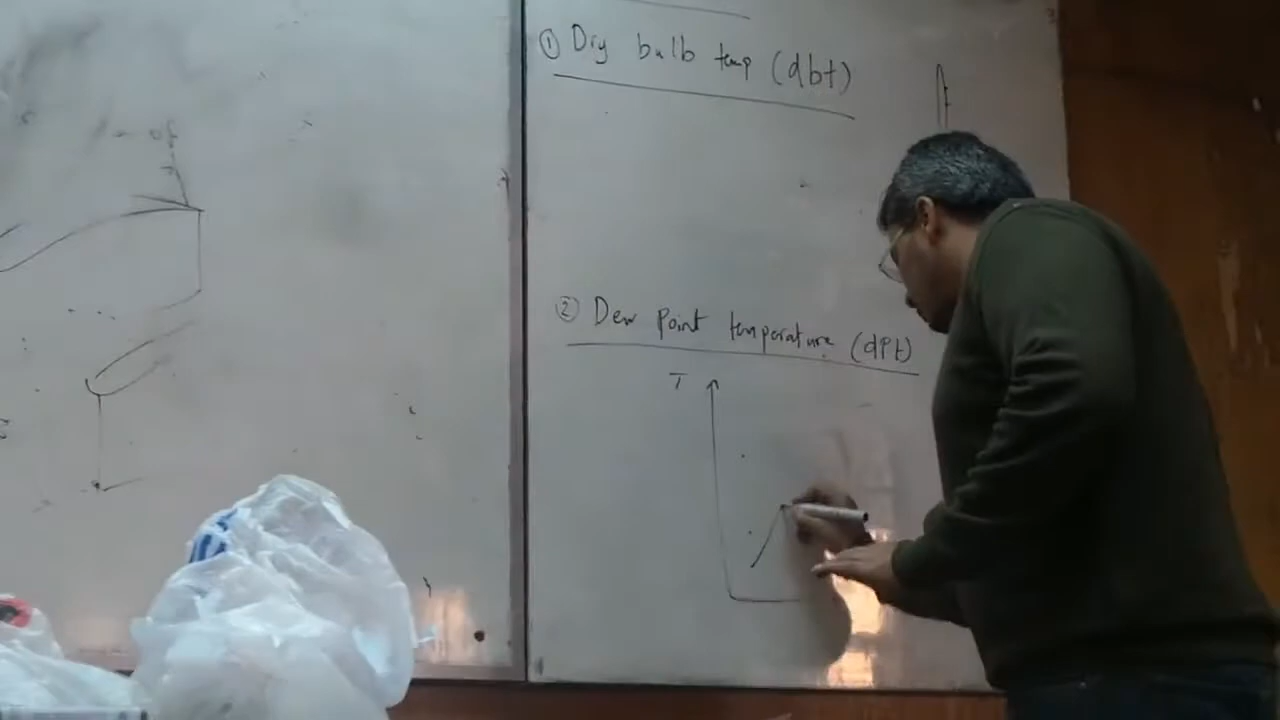 ① Dry bulb temp (dbt)
② Dew point temperature (dpt)
T